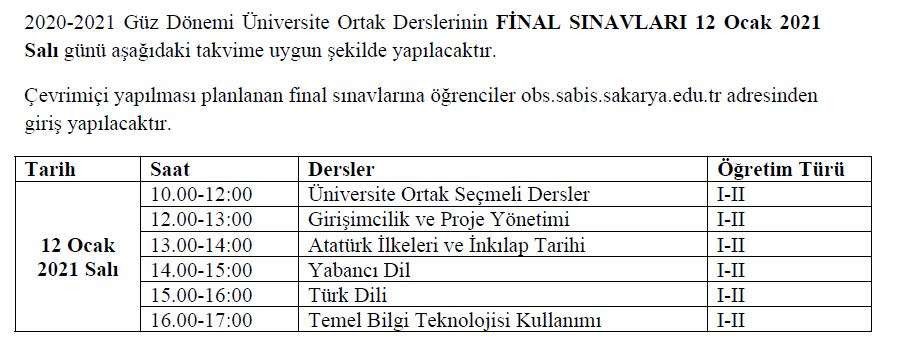 2020-2021 Güz Dönemi Üniversite Ortak Derslerinin FİNAL SINAVLARI 12 Ocak 2021
Salı günü aşağıdaki takvime uygun şekilde yapılacaktır.
Çevrimiçi yapılması planlanan final sınavlarına öğrenciler obs.sabis.sakarya.edu.tr adresinden
giriş yapılacaktır.
Tarih Saat Dersler Öğretim Türü
10.00-12:00 Üniversite Ortak Seçmeli Dersler I-II
12.00-13:00 Girişimcilik ve Proje Yönetimi I-II
12 Ocak 13.00-14:00 Atatürk İlkeleri ve İnkılap Tarihi I-II
2021 Salı 14.00-15:00 Yabancı Dil I-II
15.00-16:00 Türk Dili I-II
16.00-17:00 Temel Bilgi Teknolojisi Kullanımı I-II